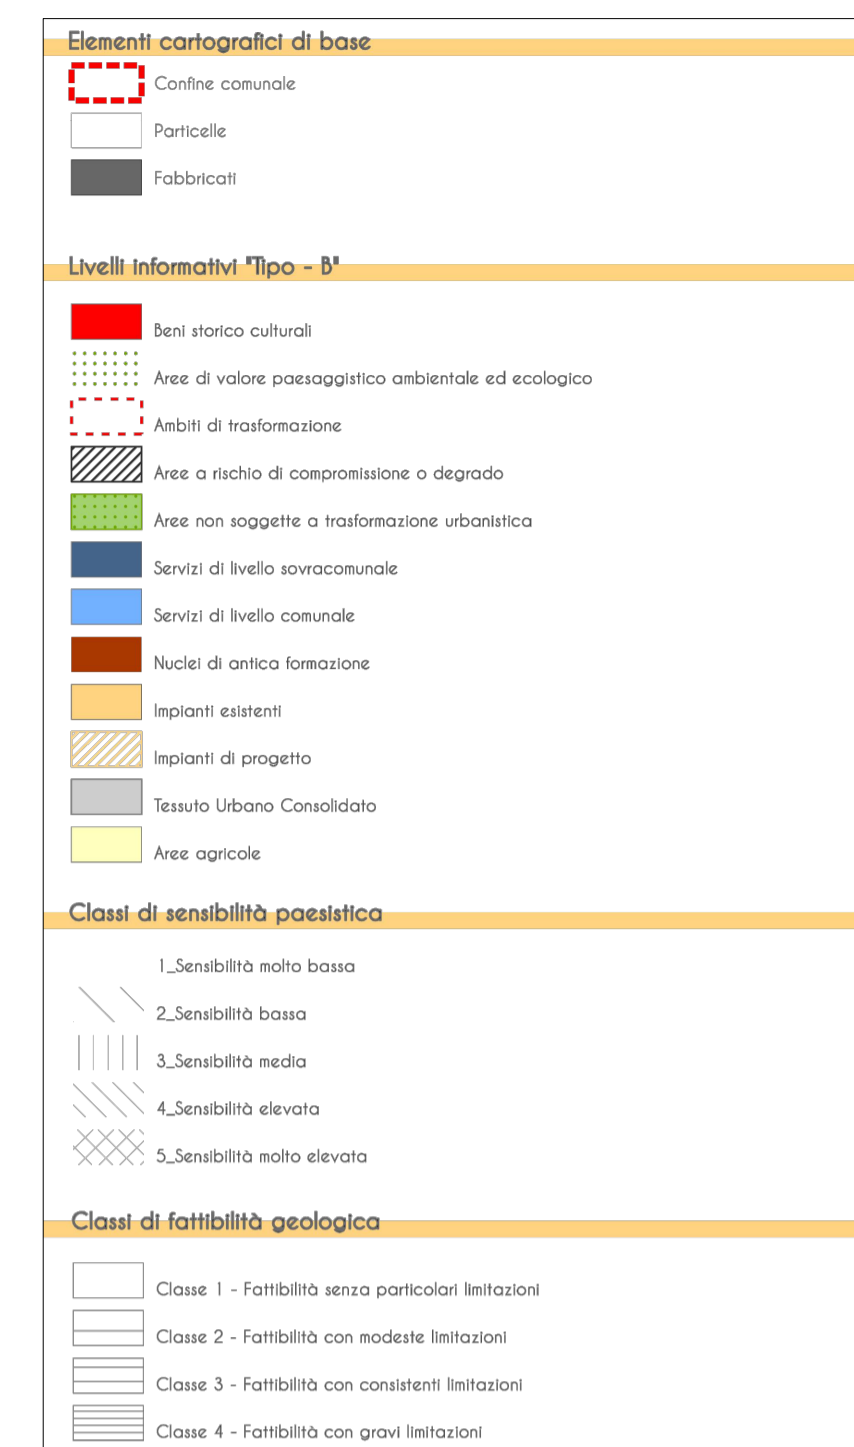 Elementi cartografici di base
Confine comunale
Particelle
Fabbricati
Livelli informativi "Tipo - B"
Beni storico culturali
Aree di valore paesaggistico ambientale ed ecologico
Ambiti di trasformazione
Aree a rischio di compromissione o degrado
Aree non soggette a trasformazione urbanistica
Servizi di livello sovracomunale
Servizi di livello comunale
Nuclei di antica formazione
Impianti esistenti
Impianti di progetto
Tessuto Urbano Consolidato
Aree agricole
Classi di sensibilità paesistica
1_Sensibilità molto bassa
2_Sensibilità bassa
3_Sensibilità media
4_Sensibilità elevata
5_Sensibilità molto elevata
Classi di fattibilità geologica
Classe 1 - Fattibilità senza particolari limitazioni
Classe 2 - Fattibilità con modeste limitazioni
Classe 3 - Fattibilità con consistenti limitazioni
Classe 4 - Fattibilità con gravi limitazioni